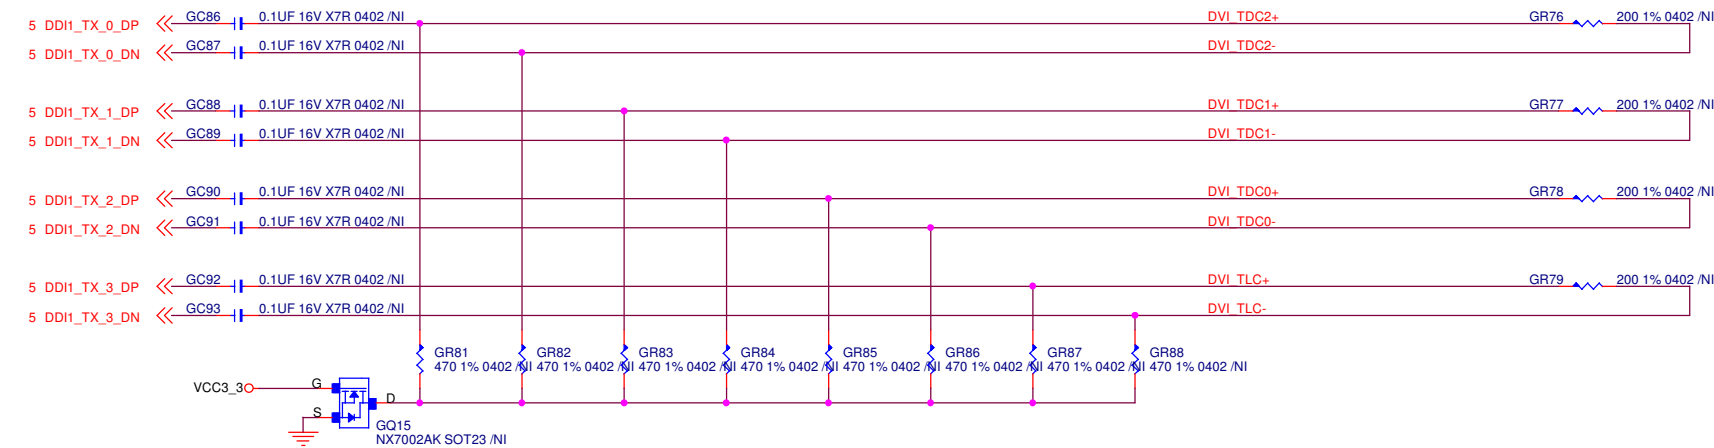 5 DDI1_TX_0_DP GC86 0.1UF 16V X7R 0402 /NI DVI_TDC2+ GR76 200 1% 0402 /NI
5 DDI1_TX_0_DN GC87 0.1UF 16V X7R 0402 /NI DVI_TDC2-
5 DDI1_TX_1_DP GC88 0.1UF 16V X7R 0402 /NI DVI_TDC1+ GR77 200 1% 0402 /NI
5 DDI1_TX_1_DN GC89 0.1UF 16V X7R 0402 /NI DVI_TDC1-
5 DDI1_TX_2_DP GC90 0.1UF 16V X7R 0402 /NI DVI_TDC0+ GR78 200 1% 0402 /NI
5 DDI1_TX_2_DN GC91 0.1UF 16V X7R 0402 /NI DVI_TDC0-
5 DDI1_TX_3_DP GC92 0.1UF 16V X7R 0402 /NI DVI_TLC+ GR79 200 1% 0402 /NI
5 DDI1_TX_3_DN GC93 0.1UF 16V X7R 0402 /NI DVI_TLC-
GR81 GR82 GR83 GR84 GR85 GR86 GR87 GR88
470 1% 0402 /NI 470 1% 0402 /NI 470 1% 0402 /NI 470 1% 0402 /NI 470 1% 0402 /NI 470 1% 0402 /NI 470 1% 0402 /NI 470 1% 0402 /NI
VCC3_3 G
D
S
GQ15
NX7002AK SOT23 /NI